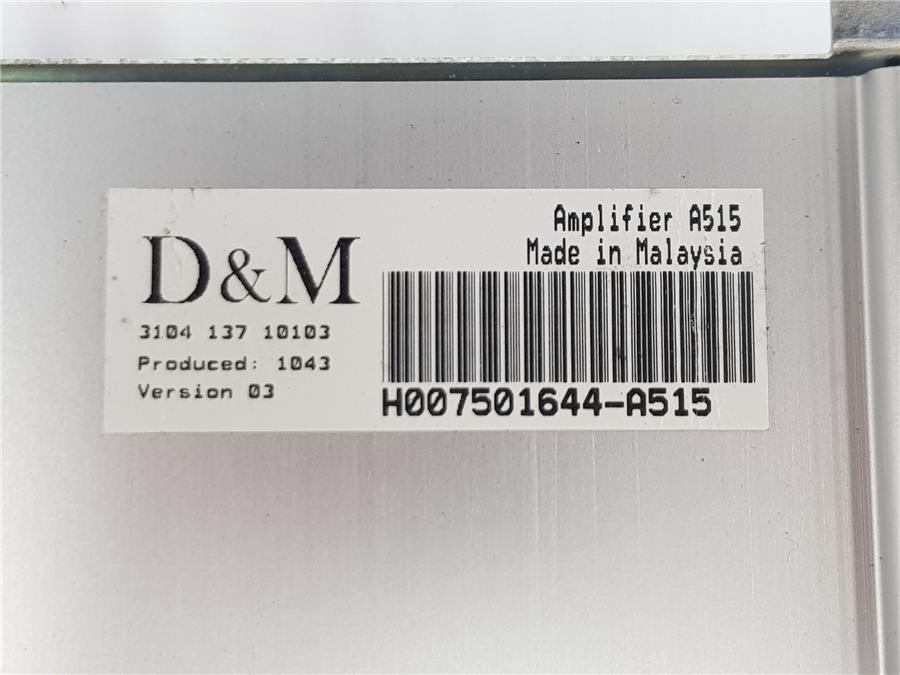 D&M
3104 137 10103
Produced: 1043
Version 03
Amplifier A515
Made in Malaysia
H007501644-A515